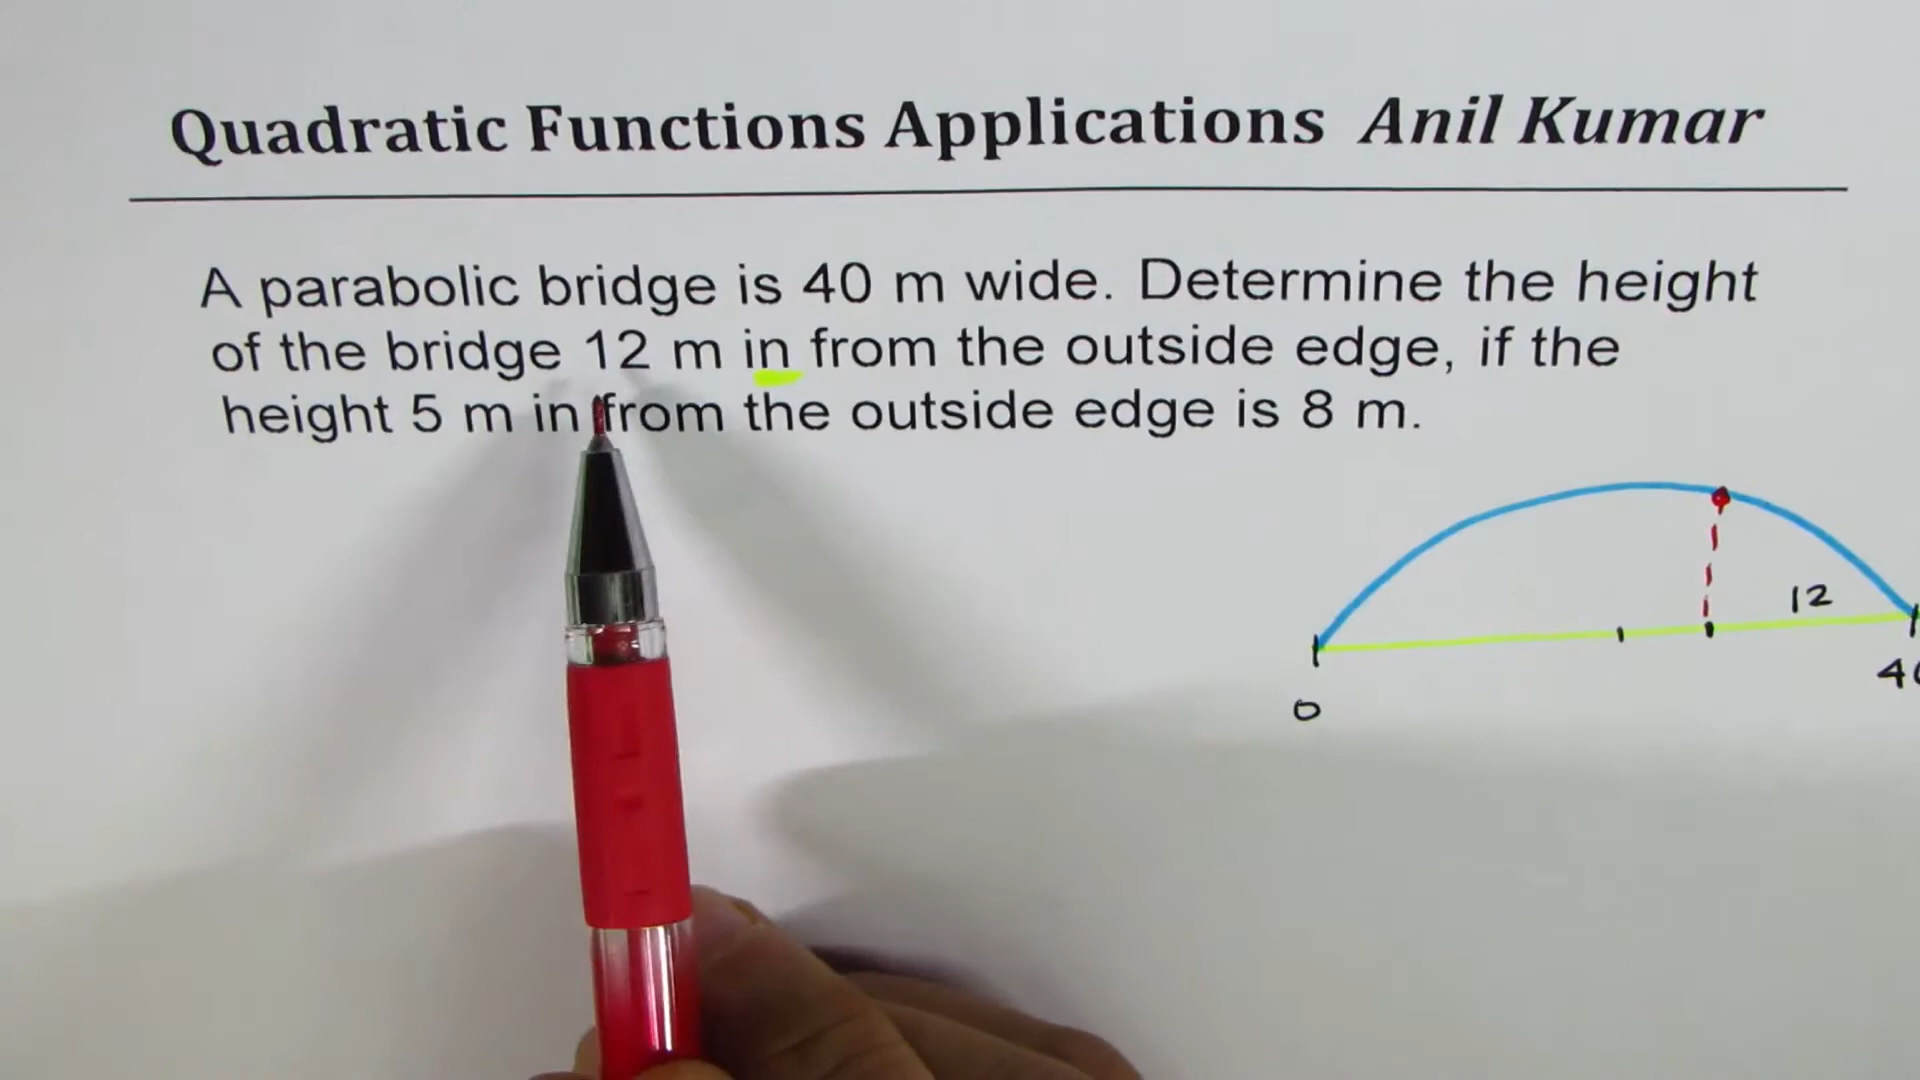 Quadratic Functions Applications Anil Kumar
A parabolic bridge is 40 m wide. Determine the height
of the bridge 12 m in from the outside edge, if the
height 5 m in from the outside edge is 8 m.
12
0
40